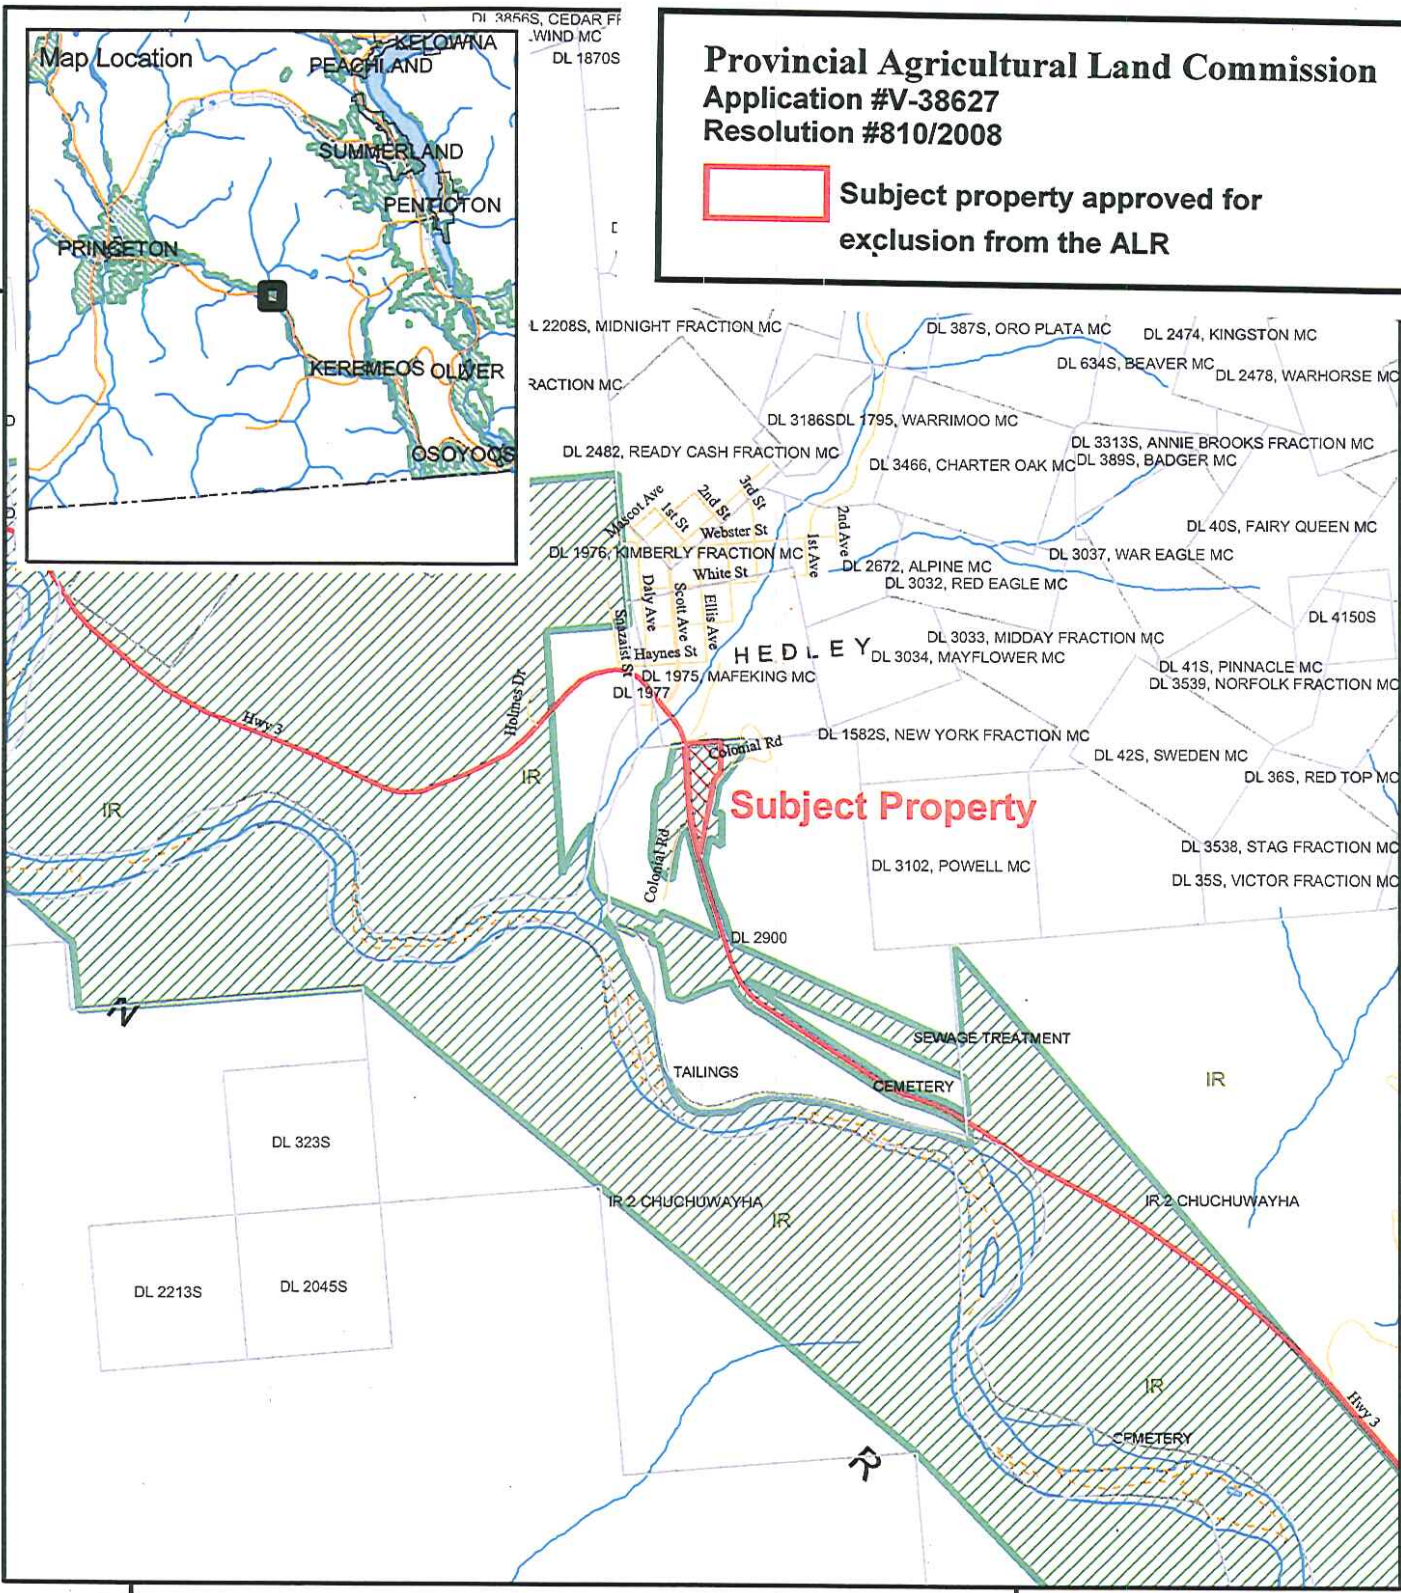 DL 3856S, CEDAR
WIND MC
DL 1870S
Map Location
KELOWNA
PEACHLAND
SUMMERLAND
PENTICTON
PRINCETON
KEREMEOS
OLIVER
OSOYOOS
Provincial Agricultural Land Commission
Application #V-38627
Resolution #810/2008
Subject property approved for
exclusion from the ALR
L 2208S, MIDNIGHT FRACTION MC
DL 387S, ORO PLATA MC
DL 2474, KINGSTON MC
DL 634S, BEAVER MC
DL 2478, WARHORSE MC
RACTION MC
DL 3186S
DL 1795, WARRIMOO MC
DL 3313S, ANNIE BROOKS FRACTION MC
DL 2482, READY CASH FRACTION MC
DL 3466, CHARTER OAK MC
DL 389S, BADGER MC
Mascot Ave
1st St
2nd St
3rd St
Webster St
1st Ave
2nd Ave
DL 40S, FAIRY QUEEN MC
DL 1976, KIMBERLY FRACTION MC
DL 3037, WAR EAGLE MC
White St
DL 2672, ALPINE MC
DL 3032, RED EAGLE MC
Daly Ave
Scott Ave
Ellis Ave
Snazaist St
DL 4150S
Haynes St
HEDLEY
DL 3033, MIDDAY FRACTION MC
DL 3034, MAYFLOWER MC
DL 41S, PINNACLE MC
DL 1975, MAFEKING MC
DL 3539, NORFOLK FRACTION MC
DL 1977
Holmes Dr
Hwy 3
Colonial Rd
DL 1582S, NEW YORK FRACTION MC
DL 42S, SWEDEN MC
DL 36S, RED TOP MC
IR
IR
Subject Property
DL 3538, STAG FRACTION MC
Colonial Rd
DL 3102, POWELL MC
DL 35S, VICTOR FRACTION MC
DL 2900
N
SEWAGE TREATMENT
TAILINGS
CEMETERY
IR
DL 323S
IR 2 CHUCHUWAYHA
IR
IR 2 CHUCHUWAYHA
DL 2213S
DL 2045S
IR
Hwy 3
CEMETERY
R